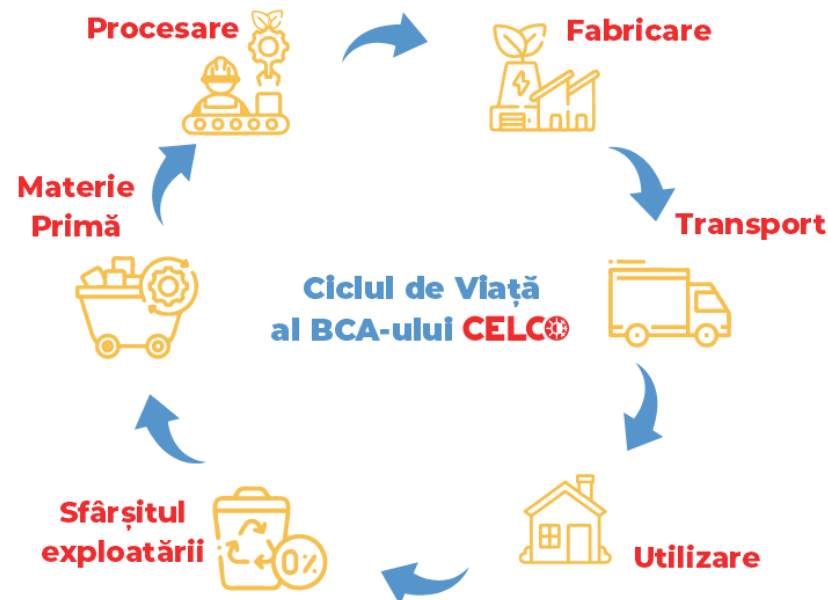 Procesare
Fabricare
Materie
Primă
Transport
Ciclul de Viață
al BCA-ului CELCO
Sfârșitul
exploatării
0%
Utilizare